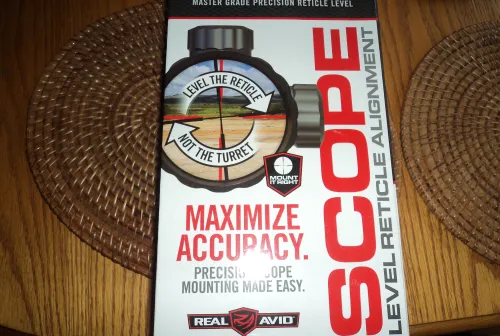 MASTER GRADE PRECISION RETICLE LEVEL
LEVEL THE RETICLE
NOT THE TURRET
MOUNT
IT RIGHT
MAXIMIZE
ACCURACY.
PRECISION SCOPE
MOUNTING MADE EASY.
REAL AVID
SCOPE
LEVEL RETICLE ALIGNMENT